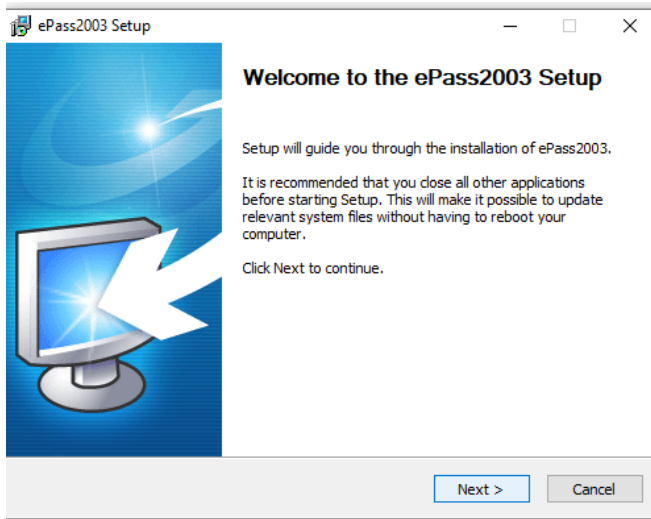 ePass2003 Setup
Welcome to the ePass2003 Setup
Setup will guide you through the installation of ePass2003.
It is recommended that you close all other applications
before starting Setup. This will make it possible to update
relevant system files without having to reboot your
computer.
Click Next to continue.
Next >
Cancel